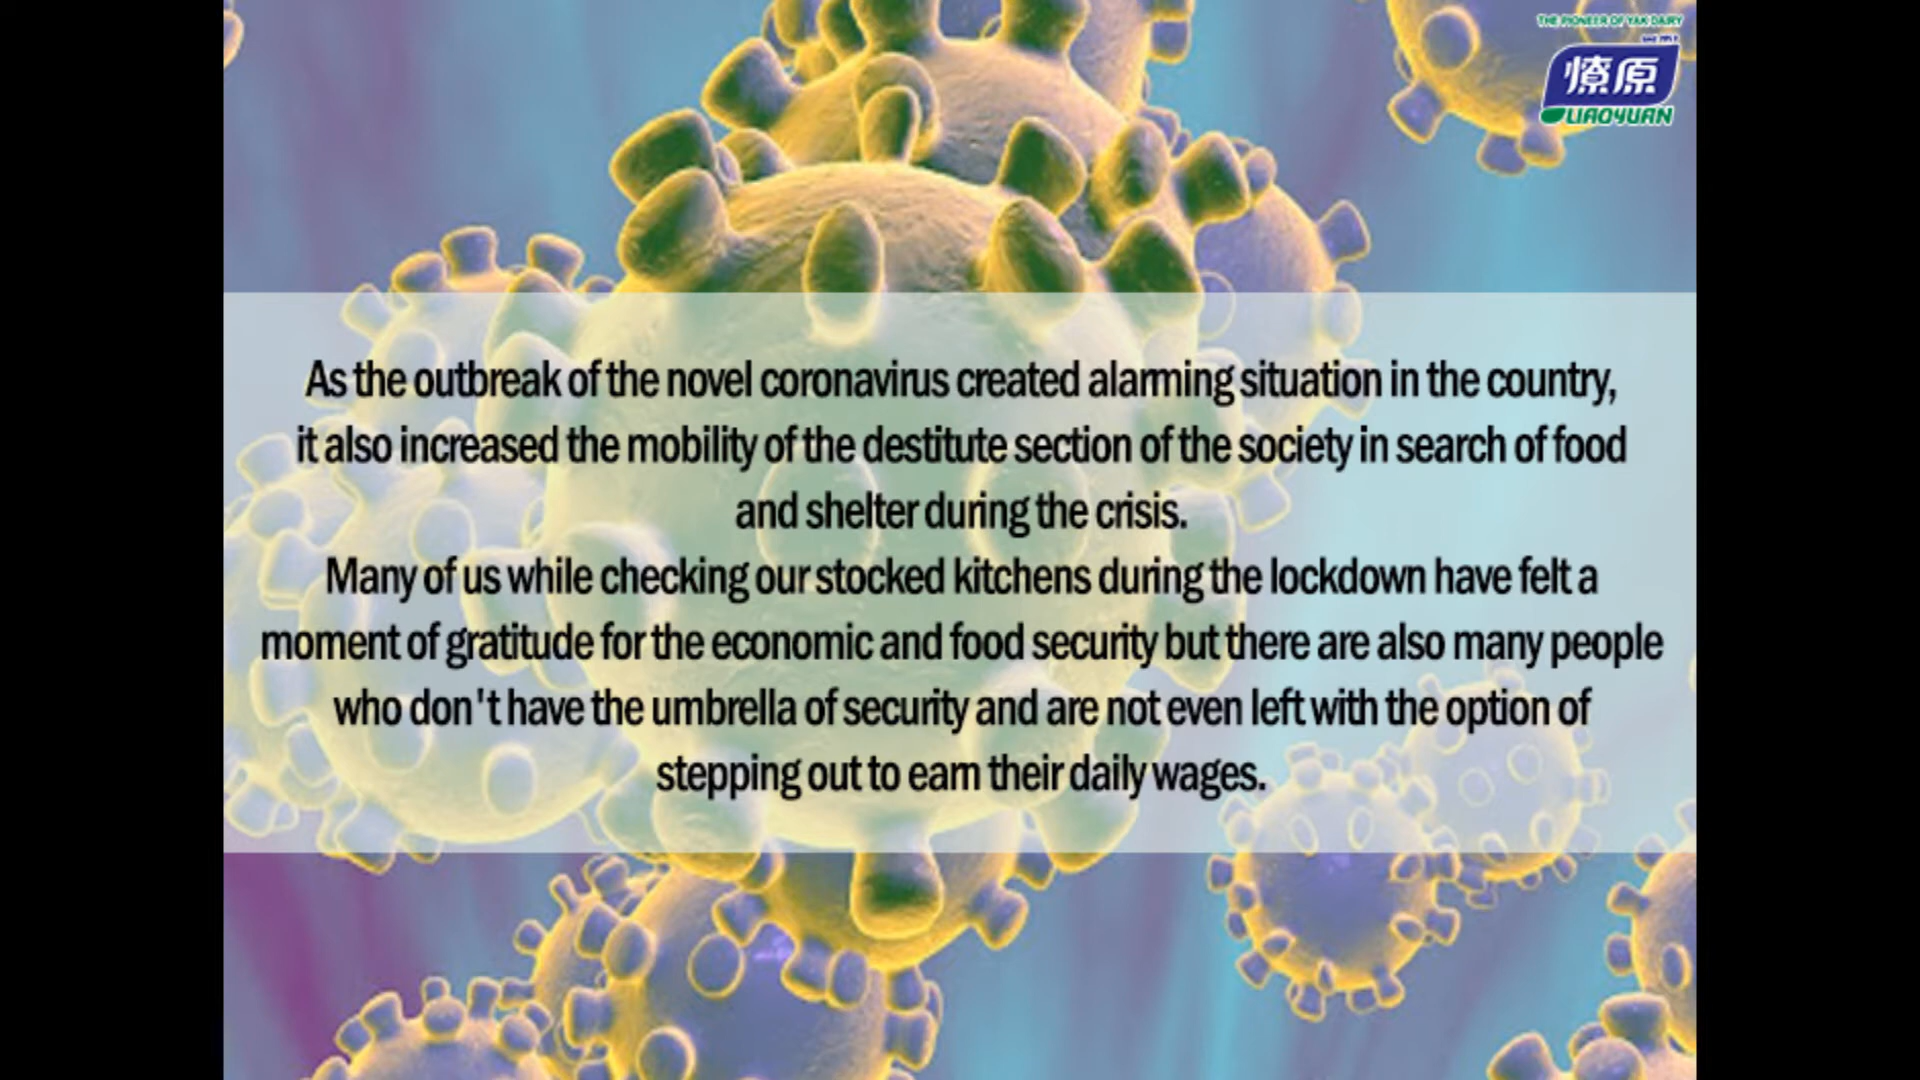 THE PIONEER OF YAK DAIRY
燎原
LIAOYUAN
As the outbreak of the novel coronavirus created alarming situation in the country,
it also increased the mobility of the destitute section of the society in search of food
and shelter during the crisis.
Many of us while checking our stocked kitchens during the lockdown have felt a
moment of gratitude for the economic and food security but there are also many people
who don't have the umbrella of security and are not even left with the option of
stepping out to earn their daily wages.